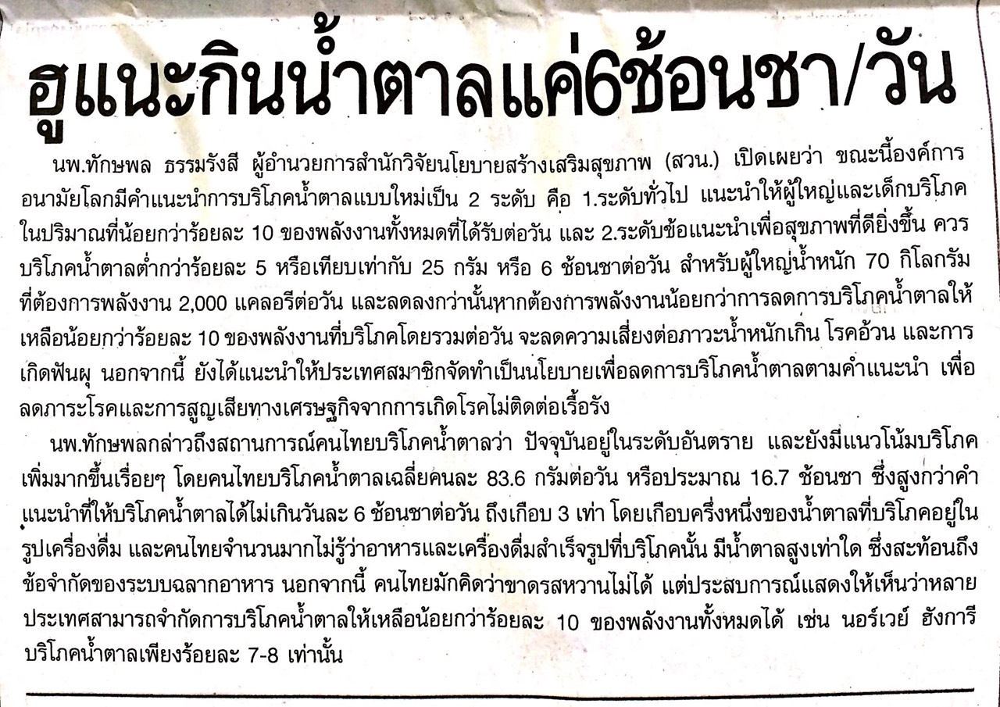 ฮูแนะกินน้ำตาลแค่6ช้อนชา/วัน
นพ.ทักษพล ธรรมรังสี ผู้อำนวยการสำนักวิจัยนโยบายสร้างเสริมสุขภาพ (สวน.) เปิดเผยว่า ขณะนี้องค์การ
อนามัยโลกมีคำแนะนำการบริโภคน้ำตาลแบบใหม่เป็น 2 ระดับ คือ 1.ระดับทั่วไป แนะนำให้ผู้ใหญ่และเด็กบริโภค
ในปริมาณที่น้อยกว่าร้อยละ 10 ของพลังงานทั้งหมดที่ได้รับต่อวัน และ 2.ระดับข้อแนะนำเพื่อสุขภาพที่ดียิ่งขึ้น ควร
บริโภคน้ำตาลต่ำกว่าร้อยละ 5 หรือเทียบเท่ากับ 25 กรัม หรือ 6 ช้อนชาต่อวัน สำหรับผู้ใหญ่น้ำหนัก 70 กิโลกรัม
ที่ต้องการพลังงาน 2,000 แคลอรีต่อวัน และลดลงกว่านั้นหากต้องการพลังงานน้อยกว่าการลดการบริโภคน้ำตาลให้
เหลือน้อยกว่าร้อยละ 10 ของพลังงานที่บริโภคโดยรวมต่อวัน จะลดความเสี่ยงต่อภาวะน้ำหนักเกิน โรคอ้วน และการ
เกิดฟันผุ นอกจากนี้ ยังได้แนะนำให้ประเทศสมาชิกจัดทำเป็นนโยบายเพื่อลดการบริโภคน้ำตาลตามคำแนะนำ เพื่อ
ลดภาระโรคและการสูญเสียทางเศรษฐกิจจากการเกิดโรคไม่ติดต่อเรื้อรัง
นพ.ทักษพลกล่าวถึงสถานการณ์คนไทยบริโภคน้ำตาลว่า ปัจจุบันอยู่ในระดับอันตราย และยังมีแนวโน้มบริโภค
เพิ่มมากขึ้นเรื่อยๆ โดยคนไทยบริโภคน้ำตาลเฉลี่ยคนละ 83.6 กรัมต่อวัน หรือประมาณ 16.7 ช้อนชา ซึ่งสูงกว่าคำ
แนะนำที่ให้บริโภคน้ำตาลได้ไม่เกินวันละ 6 ช้อนชาต่อวัน ถึงเกือบ 3 เท่า โดยเกือบครึ่งหนึ่งของน้ำตาลที่บริโภคอยู่ใน
รูปเครื่องดื่ม และคนไทยจำนวนมากไม่รู้ว่าอาหารและเครื่องดื่มสำเร็จรูปที่บริโภคนั้น มีน้ำตาลสูงเท่าใด ซึ่งสะท้อนถึง
ข้อจำกัดของระบบฉลากอาหาร นอกจากนี้ คนไทยมักคิดว่าขาดรสหวานไม่ได้ แต่ประสบการณ์แสดงให้เห็นว่าหลาย
ประเทศสามารถจำกัดการบริโภคน้ำตาลให้เหลือน้อยกว่าร้อยละ 10 ของพลังงานทั้งหมดได้ เช่น นอร์เวย์ ฮังการี
บริโภคน้ำตาลเพียงร้อยละ 7-8 เท่านั้น